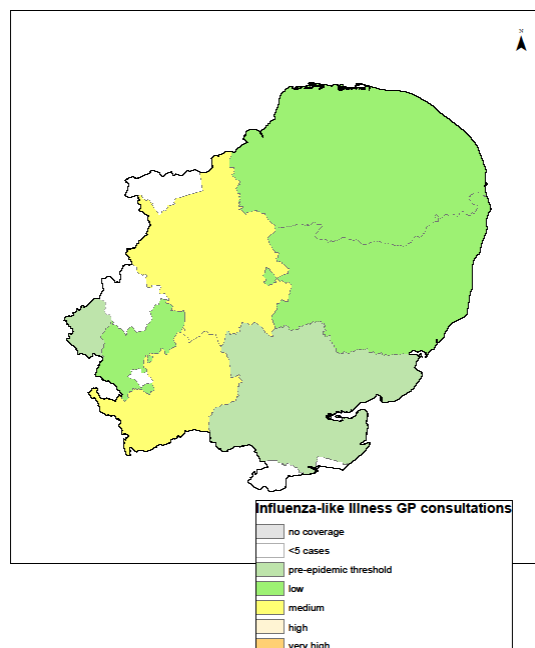 N
Influenza-like Illness GP consultations
no coverage
<5 cases
pre-epidemic threshold
low
medium
high
very high